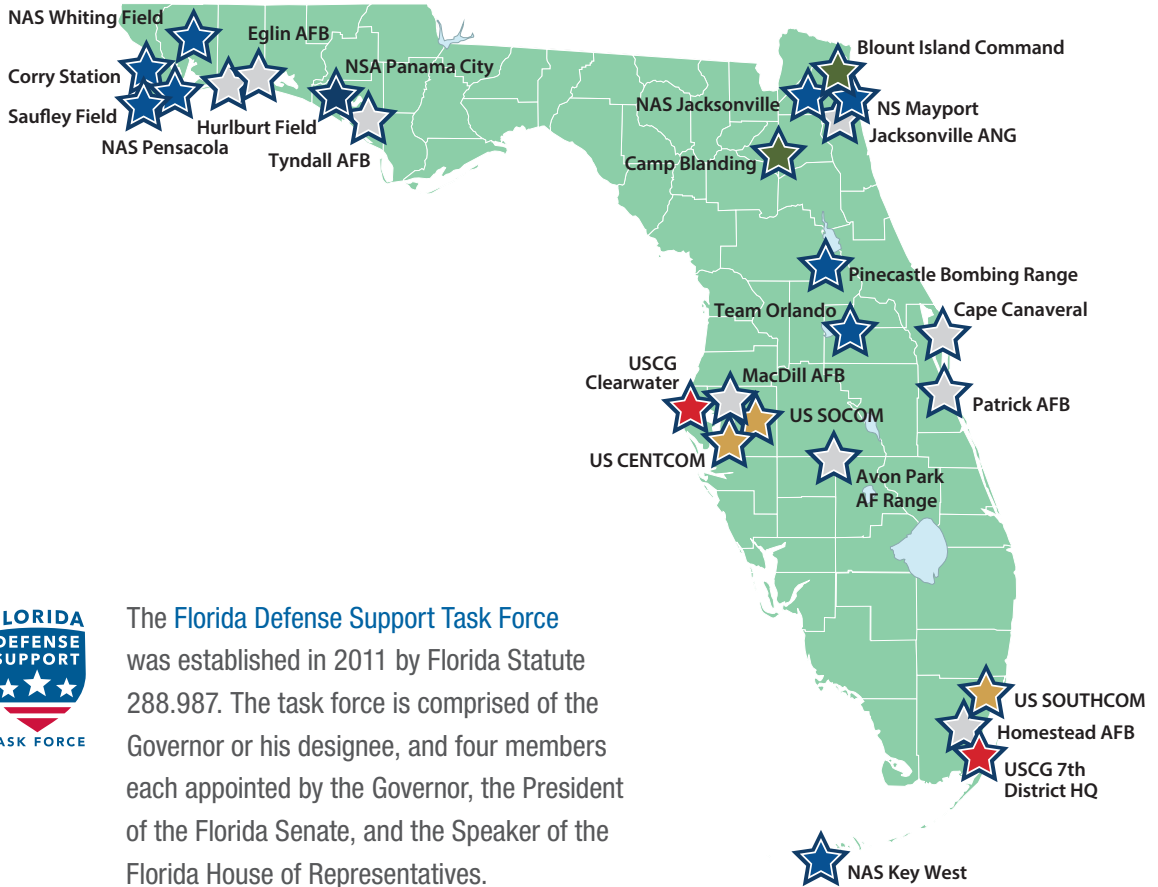 NAS Whiting Field
Eglin AFB
Corry Station
NSA Panama City
Saufley Field
Hurlburt Field
NAS Pensacola
Tyndall AFB
Blount Island Command
NAS Jacksonville
NS Mayport
Jacksonville ANG
Camp Blanding
Pinecastle Bombing Range
Team Orlando
Cape Canaveral
USCG
Clearwater
MacDill AFB
Patrick AFB
US SOCOM
US CENTCOM
Avon Park
AF Range
LORIDA
DEFENSE
SUPPORT
ASK FORCE
The Florida Defense Support Task Force
was established in 2011 by Florida Statute
288.987. The task force is comprised of the
Governor or his designee, and four members
each appointed by the Governor, the President
of the Florida Senate, and the Speaker of the
Florida House of Representatives.
US SOUTHCOM
Homestead AFB
USCG 7th
District HQ
NAS Key West